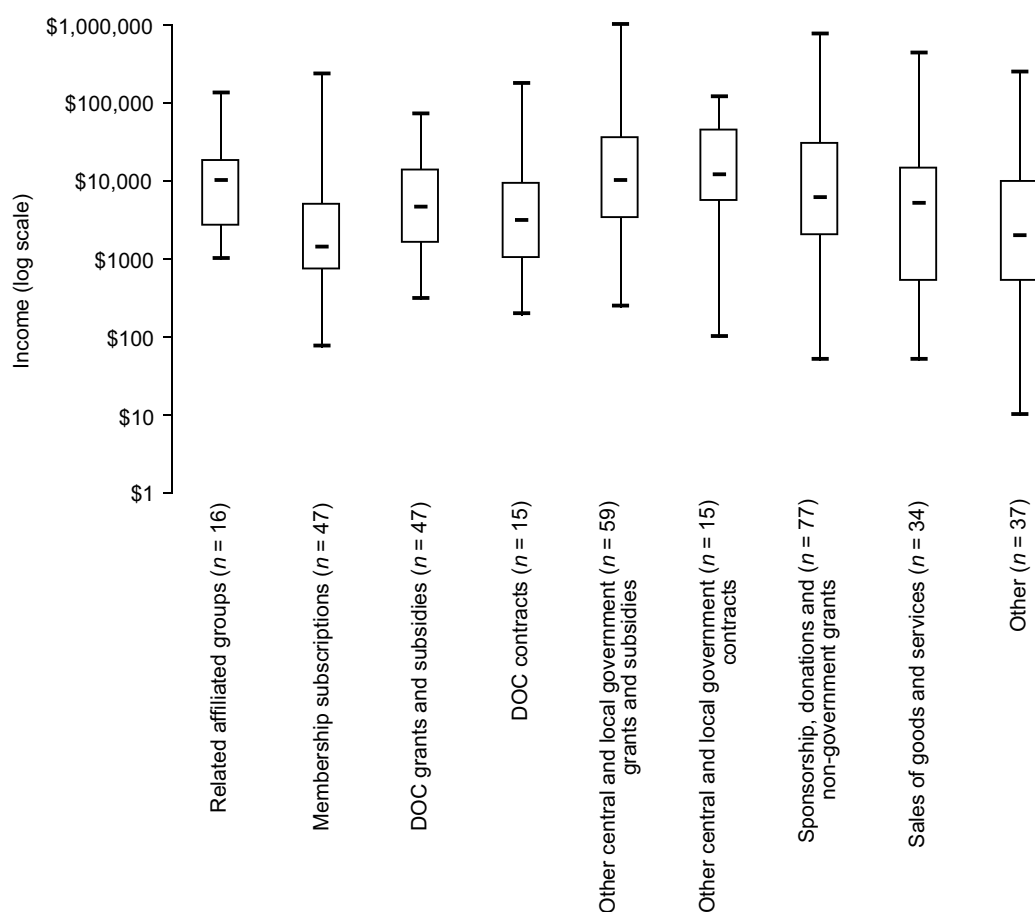 Income (log scale)
$1,000,000
$100,000
$10,000
$1000
$100
$10
$1
Related affiliated groups (n = 16)
Membership subscriptions (n = 47)
DOC grants and subsidies (n = 47)
DOC contracts (n = 15)
Other central and local government (n = 59)
grants and subsidies
Other central and local government (n = 15)
contracts
Sponsorship, donations and (n = 77)
non-government grants
Sales of goods and services (n = 34)
Other (n = 37)